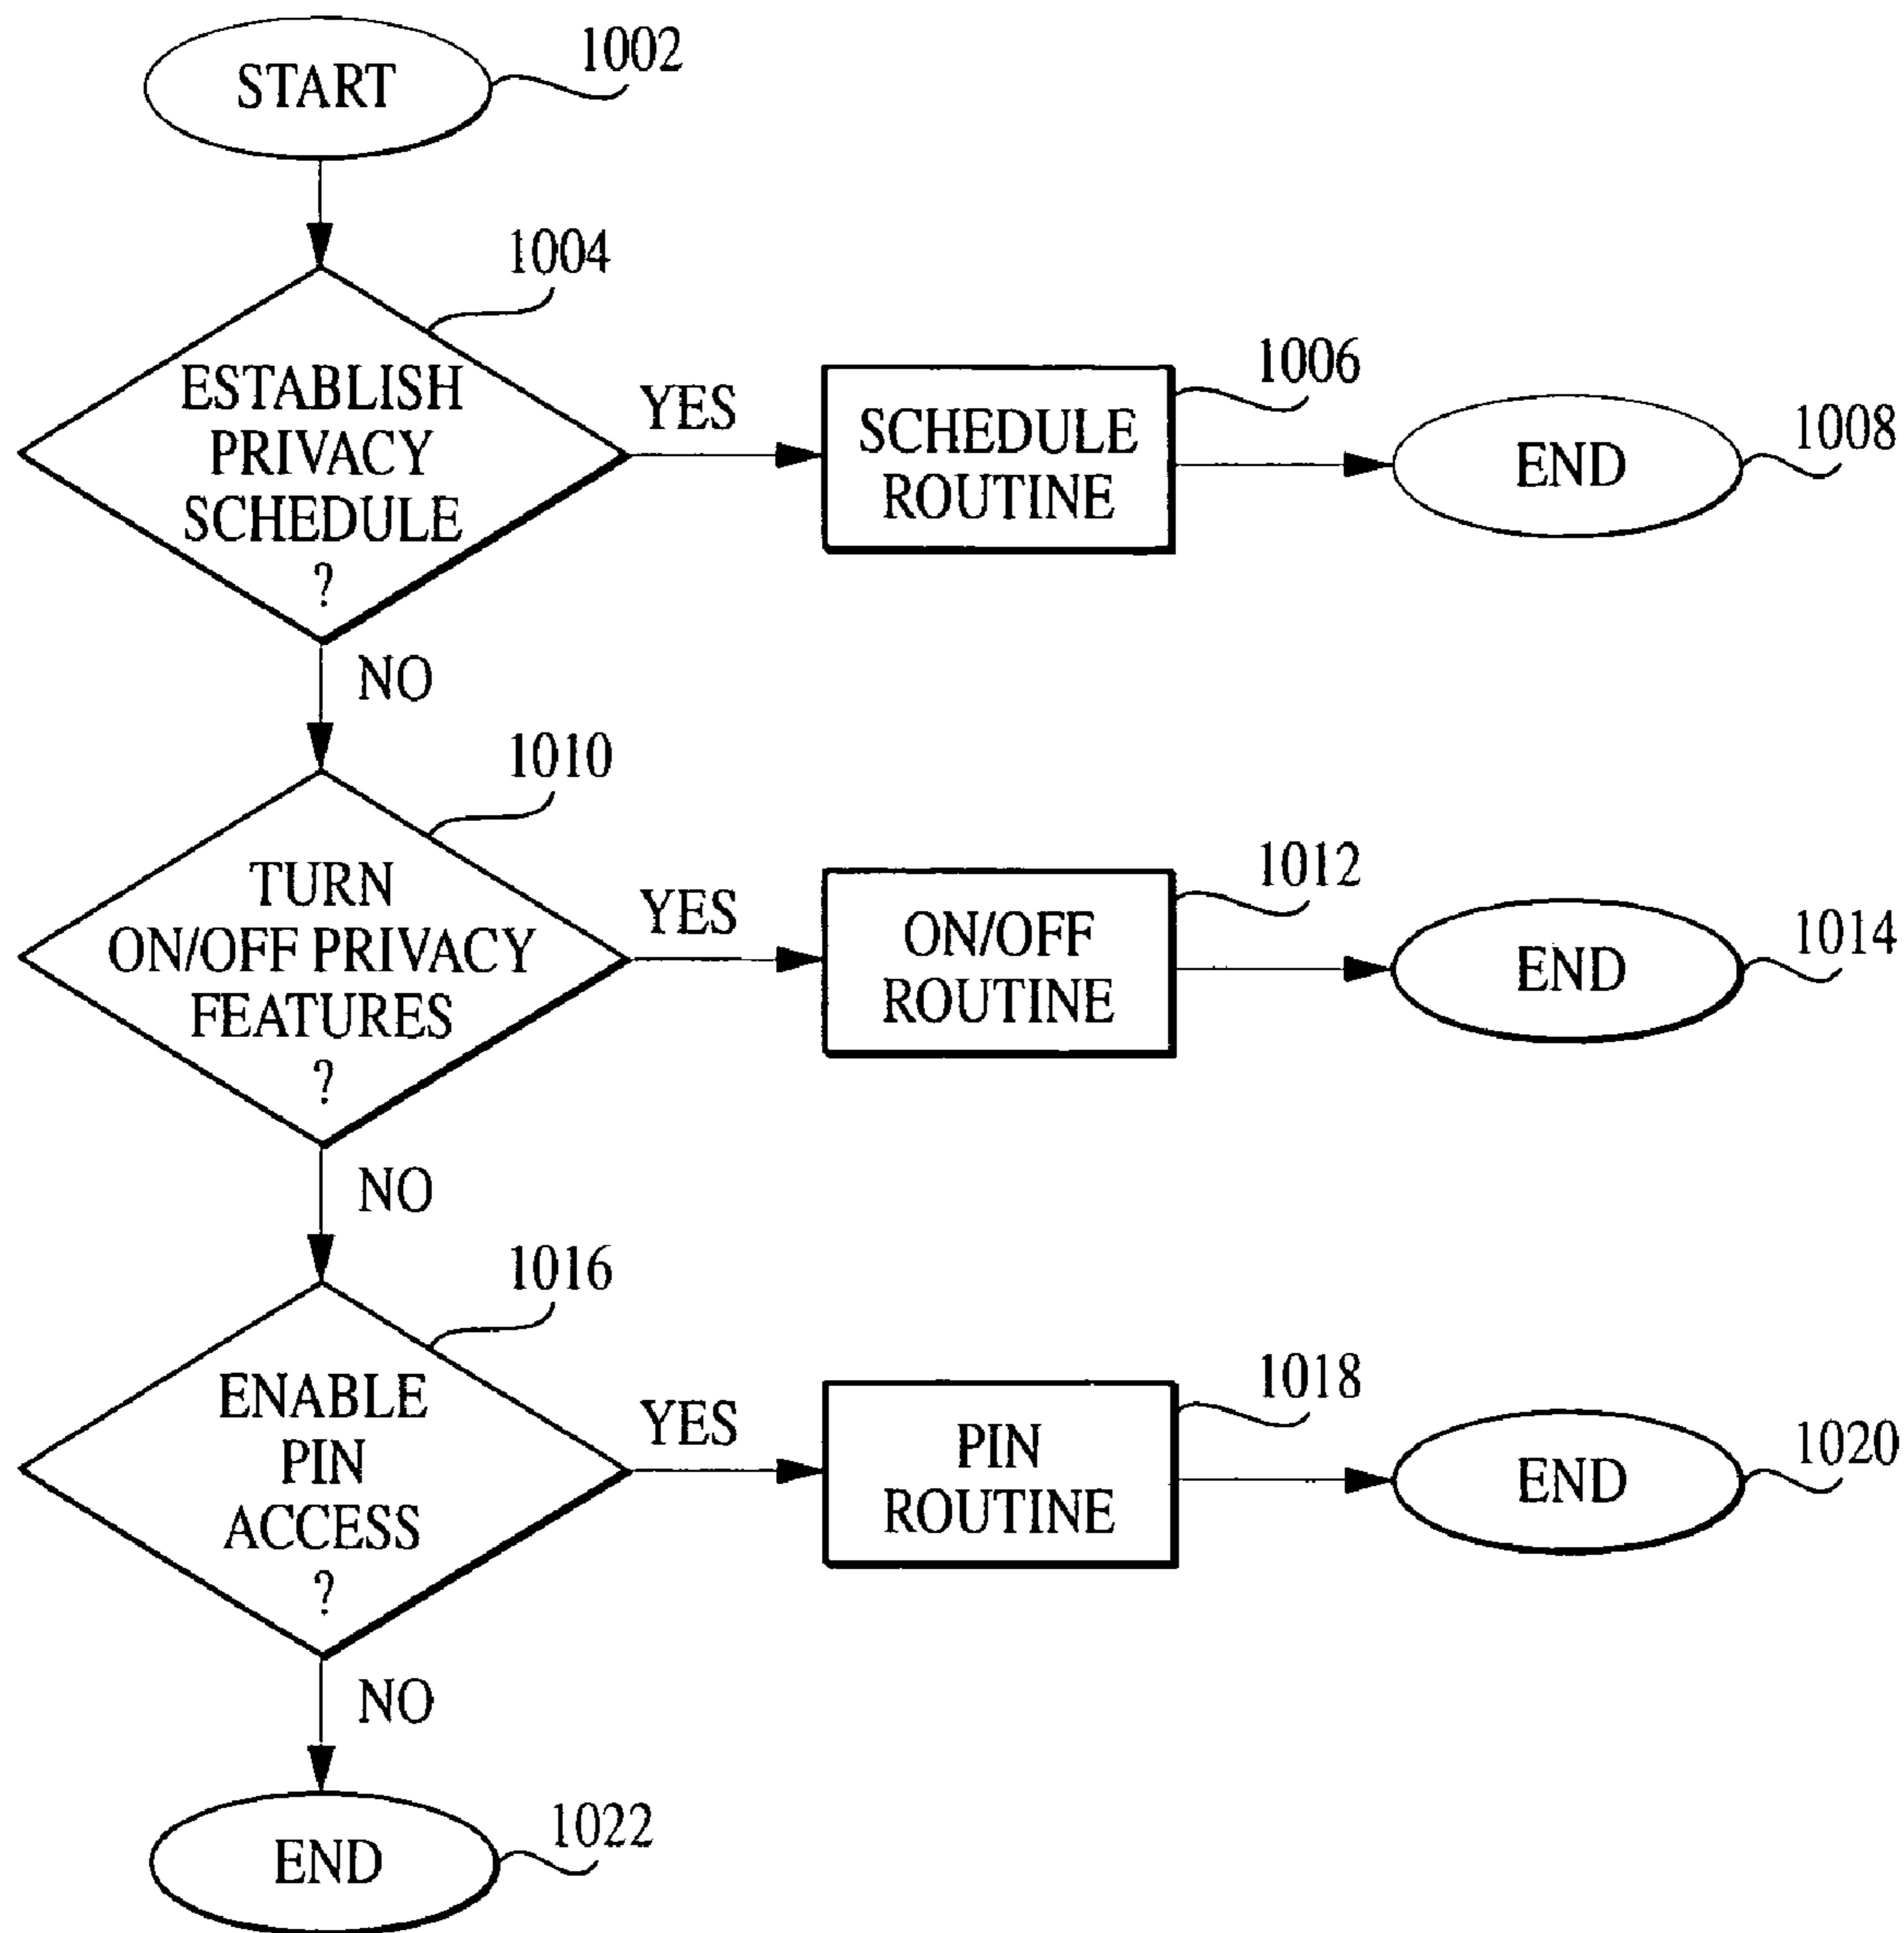 START
1002
1004
ESTABLISH
PRIVACY
SCHEDULE
?
YES
SCHEDULE
ROUTINE
1006
END
1008
NO
1010
TURN
ON/OFF PRIVACY
FEATURES
?
YES
ON/OFF
ROUTINE
1012
END
1014
NO
1016
ENABLE
PIN
ACCESS
?
YES
PIN
ROUTINE
1018
END
1020
NO
END
1022